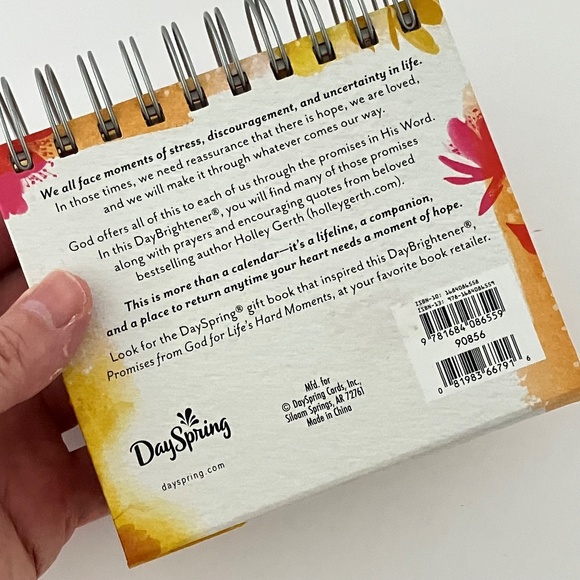 We all face moments of stress, discouragement, and uncertainty in life.
In those times, we need reassurance that there is hope, we are loved,
and we will make it through whatever comes our way.
God offers all of this to each of us through the promises in His Word.
In this DayBrightener®, you will find many of those promises
along with prayers and encouraging quotes from beloved
bestselling author Holley Gerth (holleygerth.com).
This is more than a calendar—it's a lifeline, a companion,
and a place to return anytime your heart needs a moment of hope.
Look for the DaySpring® gift book that inspired this DayBrightener®,
Promises from God for Life's Hard Moments, at your favorite book retailer.
ISBN-10: 1684086558
ISBN-13: 978-1684086559
9 781684 086559
90856
0 81983 66791 6
Mfd. for
© DaySpring Cards, Inc.,
Siloam Springs, AR 72761
Made in China
DaySpring
dayspring.com